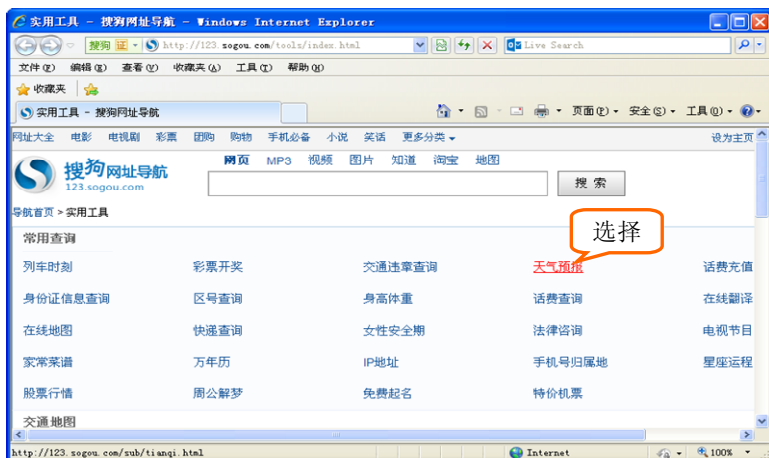 实用工具 - 搜狗网址导航 - Windows Internet Explorer
搜狗 证 http://123.sogou.com/tools/index.html Live Search
文件(F) 编辑(E) 查看(V) 收藏夹(A) 工具(T) 帮助(H)
收藏夹
实用工具 - 搜狗网址导航 页面(P) 安全(S) 工具(O)
网址大全 电影 电视剧 彩票 团购 购物 手机必备 小说 笑话 更多分类 设为主页
搜狗网址导航 网页 MP3 视频 图片 知道 淘宝 地图
123.sogou.com 搜 索
导航首页 > 实用工具
选择
常用查询
列车时刻 彩票开奖 交通违章查询 天气预报 话费充值
身份证信息查询 区号查询 身高体重 话费查询 在线翻译
在线地图 快递查询 女性安全期 法律咨询 电视节目
家常菜谱 万年历 IP地址 手机号归属地 星座运程
股票行情 周公解梦 免费起名 特价机票
交通地图
http://123.sogou.com/sub/tianqi.html Internet 100%